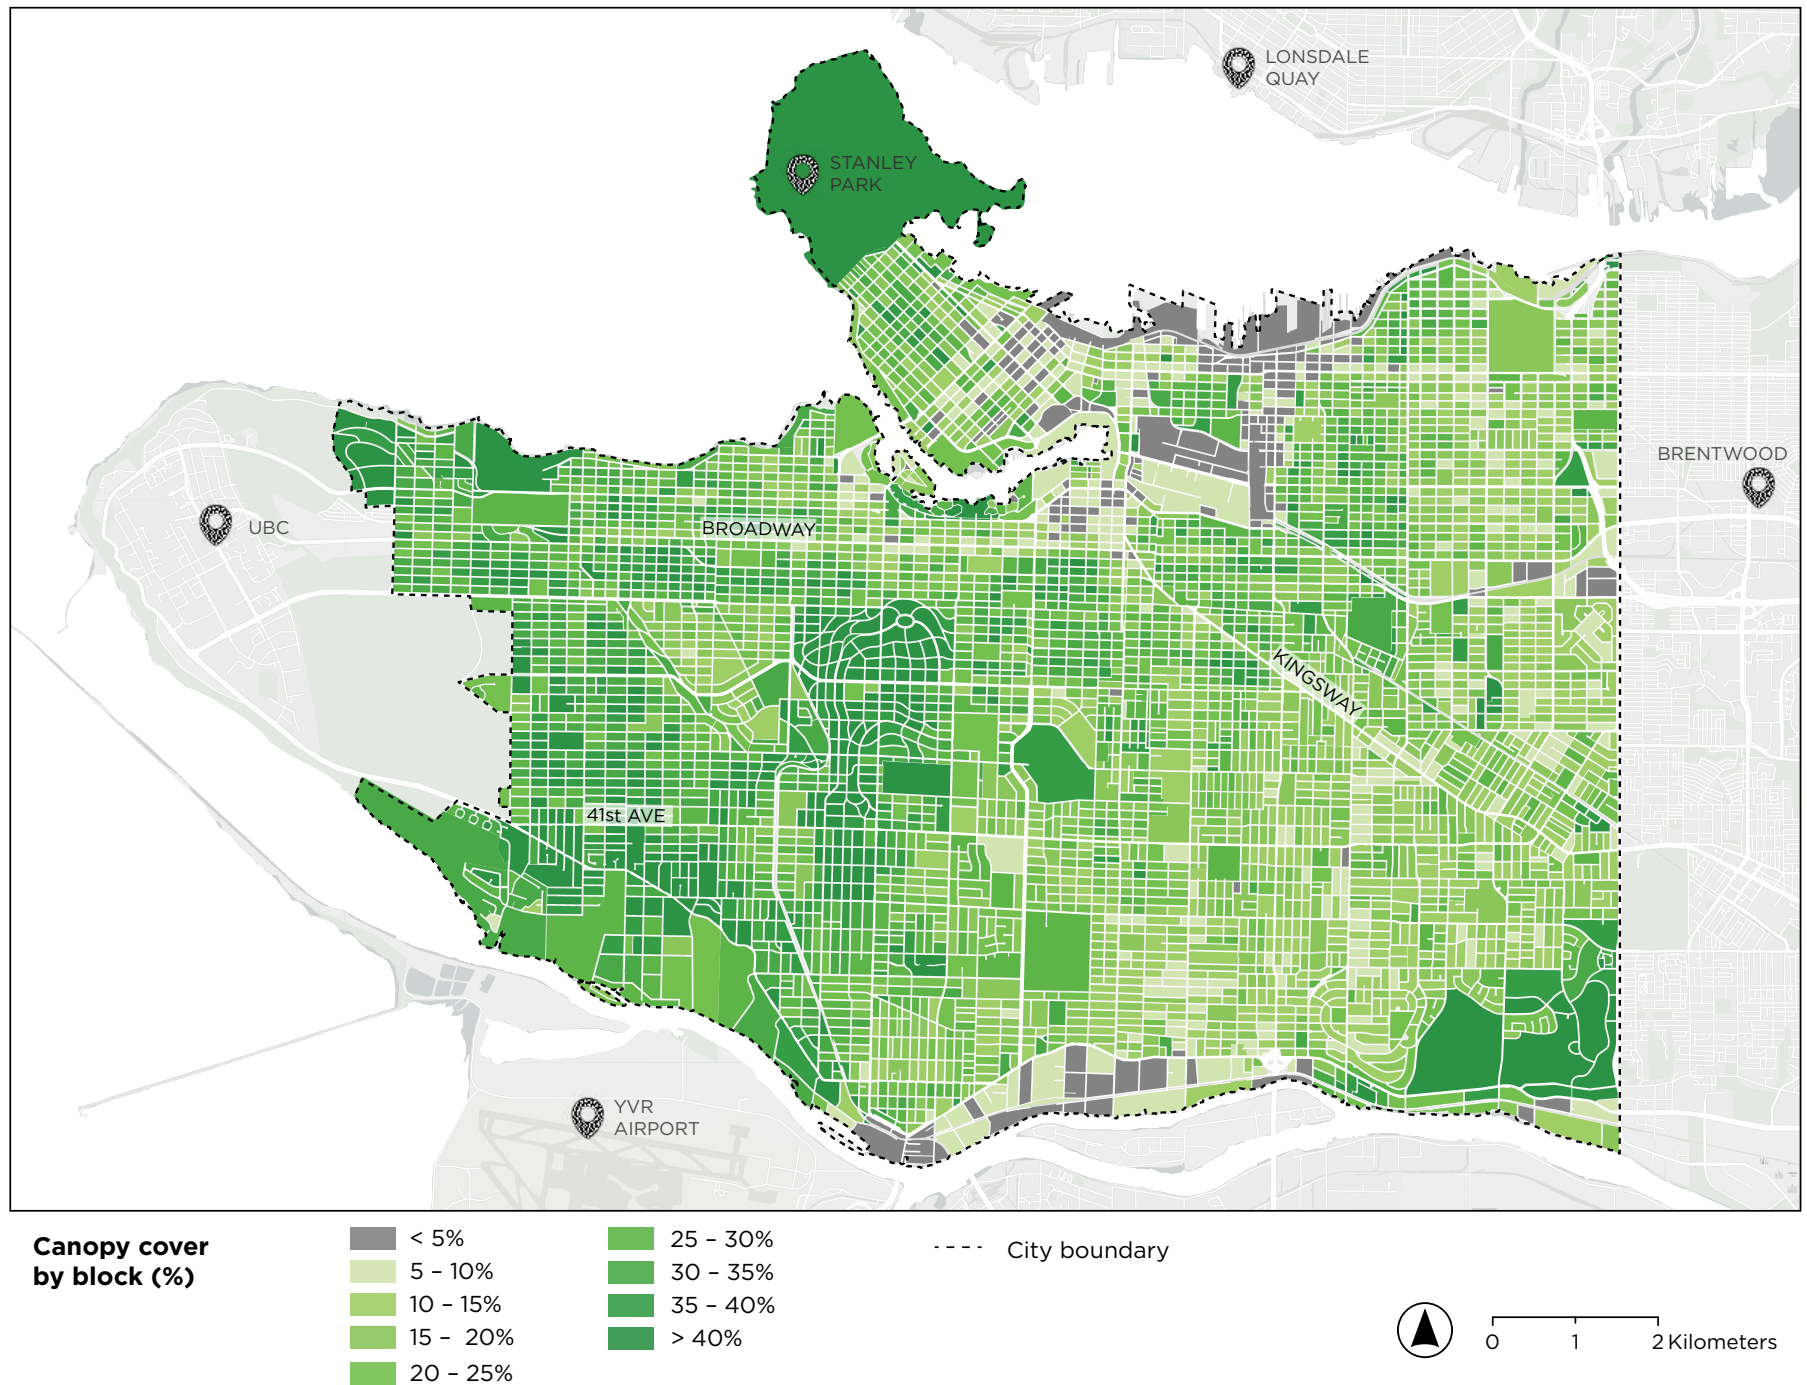 LONSDALE
QUAY
STANLEY
PARK
BRENTWOOD
UBC
BROADWAY
KINGSWAY
41st AVE
YVR
AIRPORT
Canopy cover
by block (%)
< 5%
5 – 10%
10 – 15%
15 – 20%
20 – 25%
25 – 30%
30 – 35%
35 – 40%
> 40%
City boundary
0 1 2 Kilometers